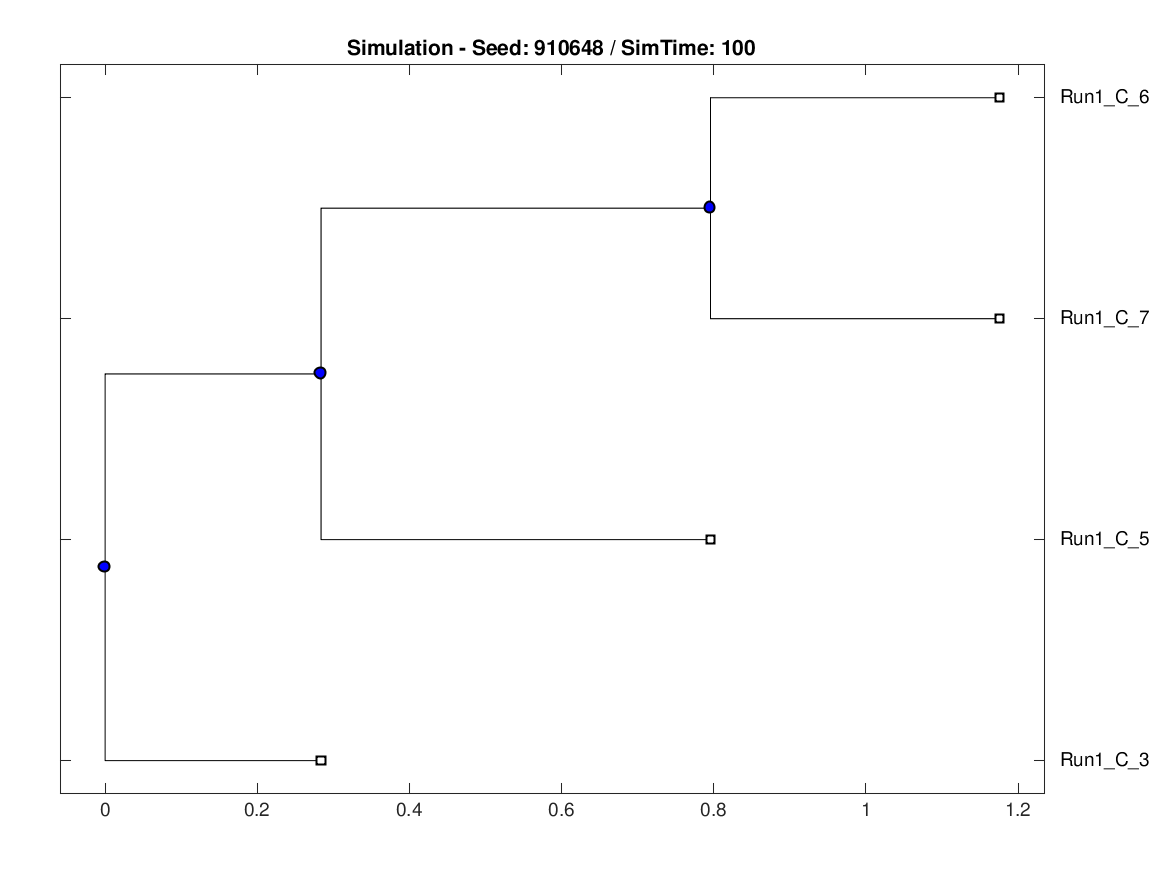 Simulation - Seed: 910648 / SimTime: 100
Run1_C_6
Run1_C_7
Run1_C_5
Run1_C_3
0 0.2 0.4 0.6 0.8 1 1.2